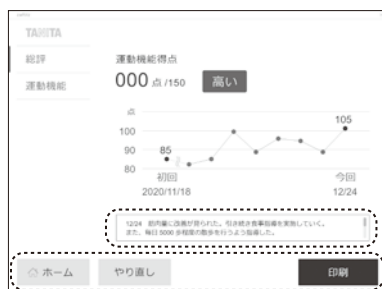 TANITA
総評
運動機能
運動機能得点
000 点 /150 高い
点
100
90
80
85
105
初回
2020/11/18
今回
12/24
12/24 筋肉量に改善が見られた。引き続き食事指導を実施していく。
また、毎日 5000 歩程度の散歩を行うよう指導した。
ホーム
やり直し
印刷